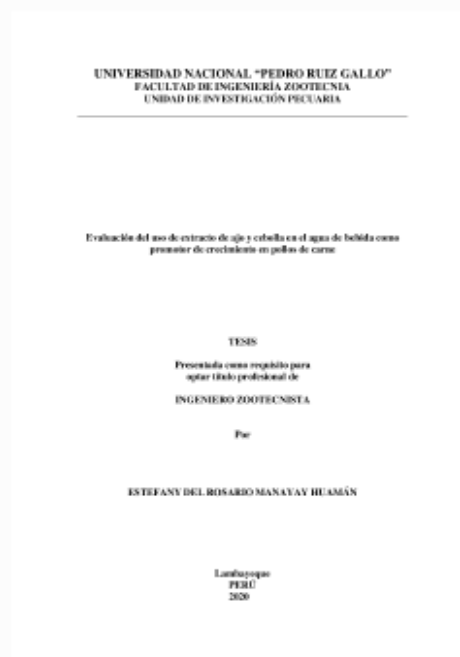 UNIVERSIDAD NACIONAL “PEDRO RUIZ GALLO”
FACULTAD DE INGENIERÍA ZOOTECNIA
UNIDAD DE INVESTIGACIÓN PECUARIA
Evaluación del uso de extracto de ajo y cebolla en el agua de bebida como
promotor de crecimiento en pollos de carne
TESIS
Presentada como requisito para
optar título profesional de
INGENIERO ZOOTECNISTA
Por
ESTEFANY DEL ROSARIO MANAYAY HUAMÁN
Lambayeque
PERÚ
2020